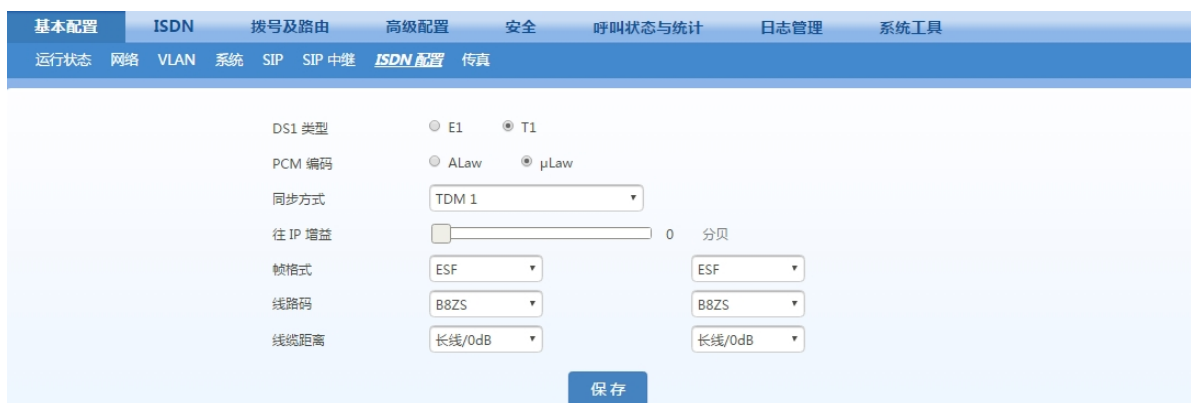 基本配置 ISDN 拨号及路由 高级配置 安全 呼叫状态与统计 日志管理 系统工具
运行状态 网络 VLAN 系统 SIP SIP 中继 ISDN 配置 传真
DS1 类型 E1 T1
PCM 编码 ALaw μLaw
同步方式 TDM 1
往 IP 增益 0 分贝
帧格式 ESF ESF
线路码 B8ZS B8ZS
线缆距离 长线/0dB 长线/0dB
保存